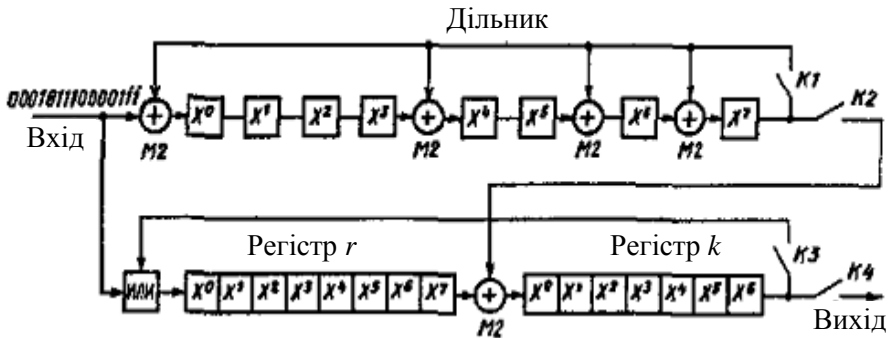 Дільник
K1
K2
000101110000111
Вхід
X⁰ X¹ X² X³ X⁴ X⁵ X⁶ X⁷
M2 M2 M2 M2
Регістр r Регістр k
K3
K4
ИЛИ X⁰ X¹ X² X³ X⁴ X⁵ X⁶ X⁷ X⁰ X¹ X² X³ X⁴ X⁵ X⁶
M2
Вихід